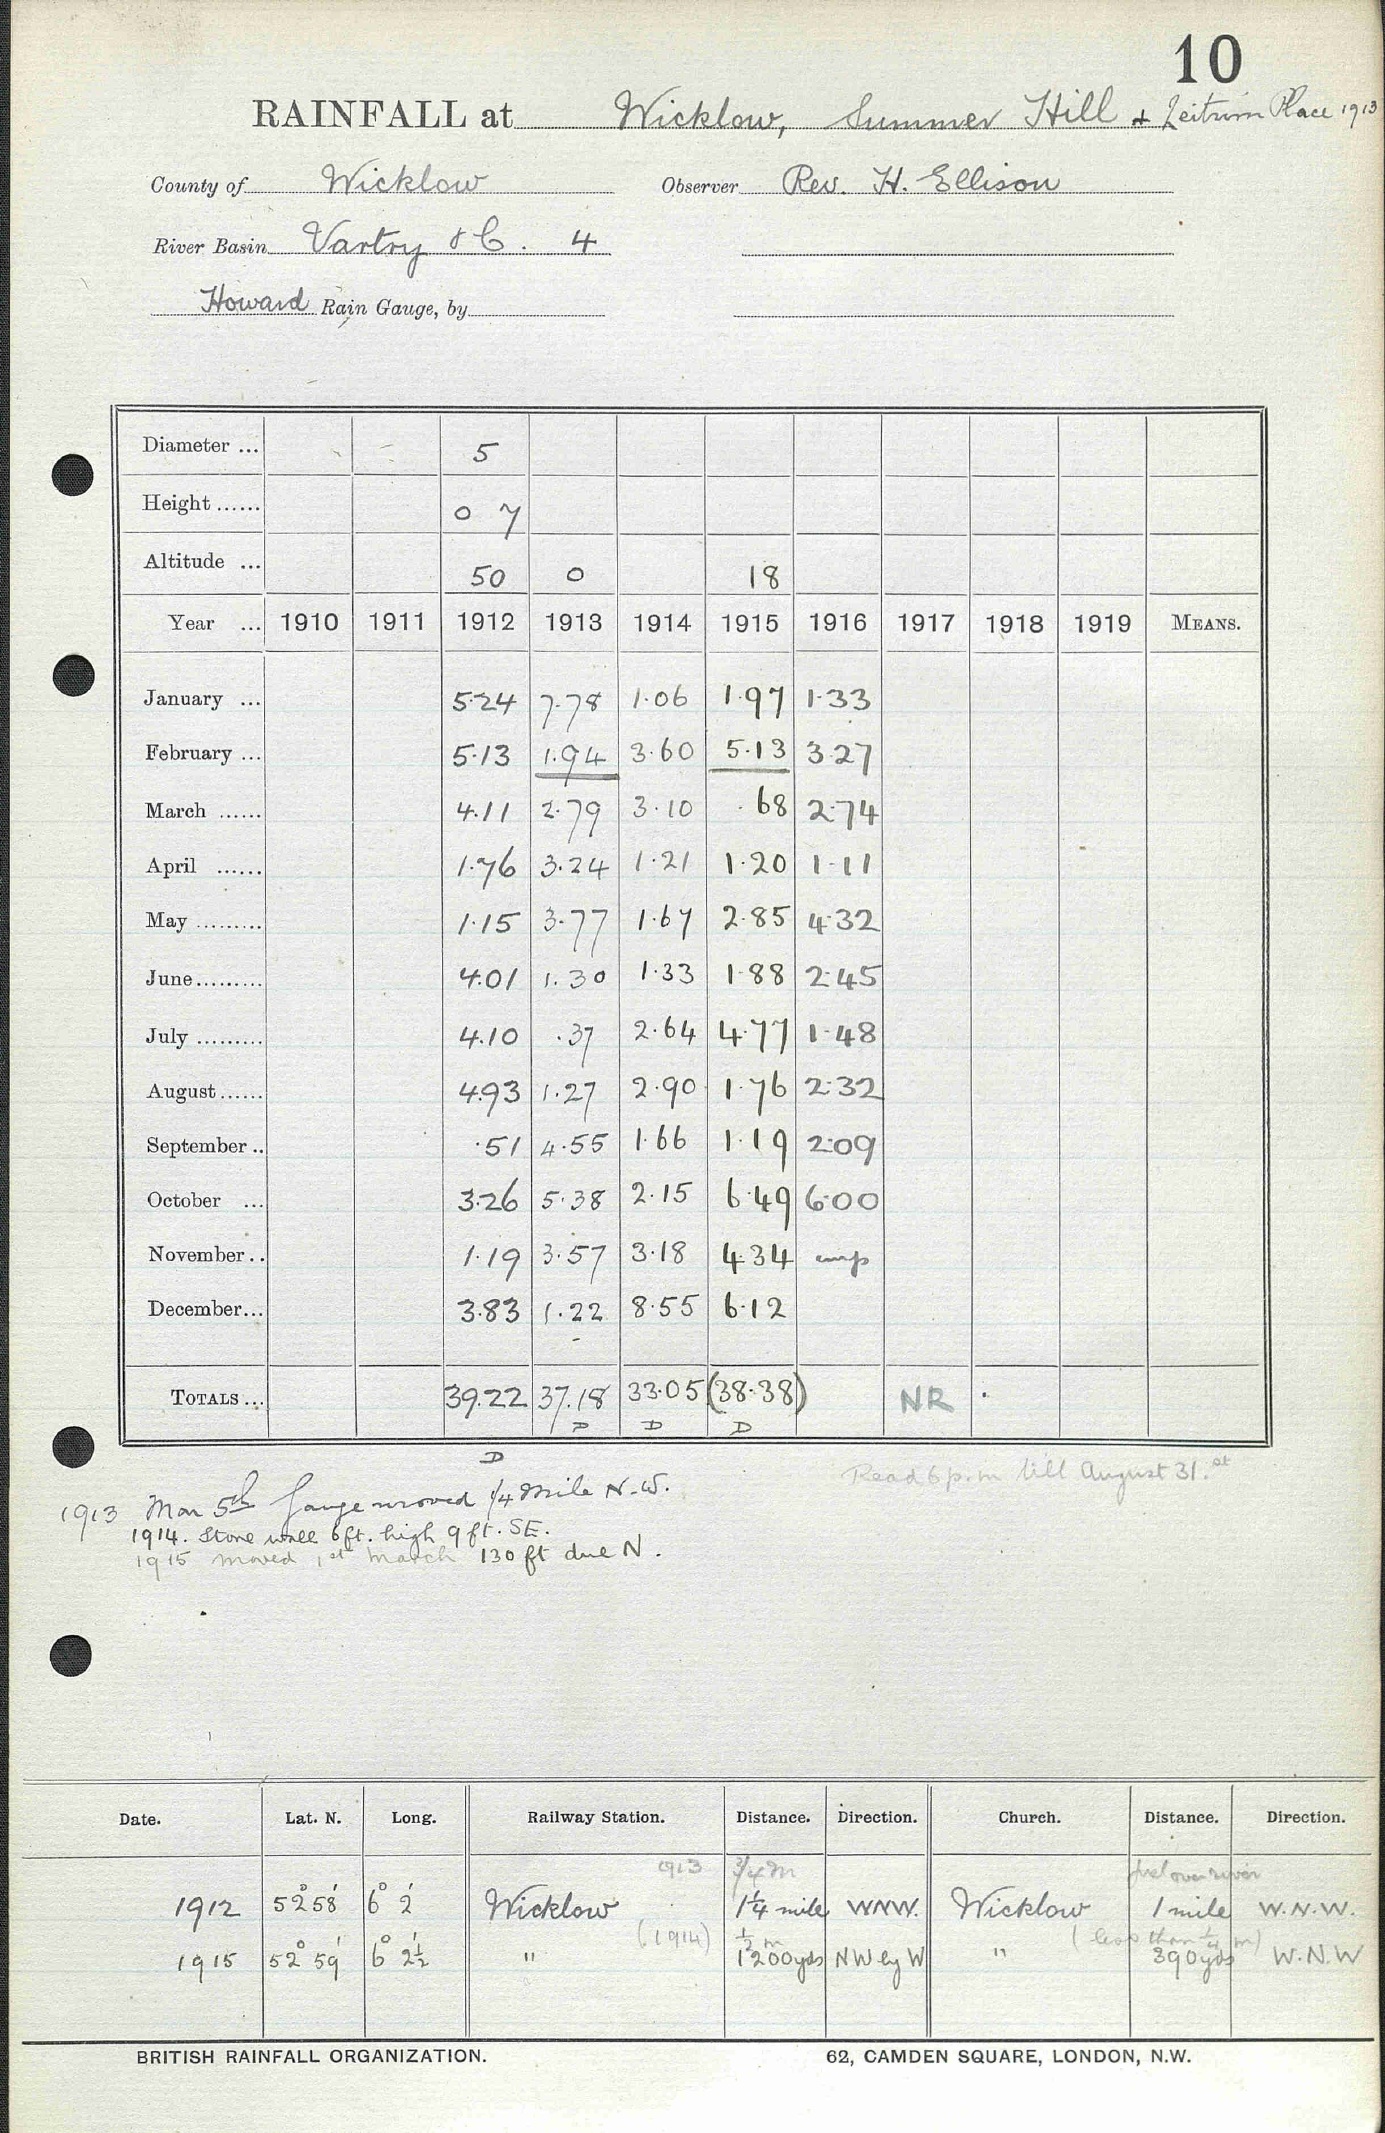 10
RAINFALL at Wicklow, Summer Hill & Leitrim Place 1913
County of Wicklow Observer Rev. H. Ellison
River Basin Vartry &C. 4
Howard Rain Gauge, by
Diameter ... 5
Height ...... 0 7
Altitude ... 50 0 18
Year ... 1910 1911 1912 1913 1914 1915 1916 1917 1918 1919 MEANS.
January ... 5.24 7.78 1.06 1.97 1.33
February ... 5.13 1.94 3.60 5.13 3.27
March ...... 4.11 2.79 3.10 .68 2.74
April ...... 1.76 3.24 1.21 1.20 1.11
May ......... 1.15 3.77 1.67 2.85 4.32
June......... 4.01 1.30 1.33 1.88 2.45
July ......... 4.10 .37 2.64 4.77 1.48
August...... 4.93 1.27 2.90 1.76 2.32
September .. .51 4.55 1.66 1.19 2.09
October ... 3.26 5.38 2.15 6.49 6.00
November .. 1.19 3.57 3.18 4.34
December... 3.83 1.22 8.55 6.12
TOTALS ... 39.22 37.18 33.05 (38.38) NR
D D D D
Read 6 p.m till August 31.st
1913 Mar 5th Gauge moved 1/4 mile N.W.
1914. Stone wall 6ft. high 9 ft. SE.
1915 moved 1st March 130 ft due N.
Date. Lat. N. Long. Railway Station. Distance. Direction. Church. Distance. Direction.
1913 3/4 m just over river
1912 52° 58' 6° 2' Wicklow 1 1/4 mile WNW. Wicklow 1 mile W.N.W.
(1914) 1/2 m (less than 1/4 m)
1915 52° 59' 6° 2 1/2' " 1200yds NW by W " 390yds W.N.W
BRITISH RAINFALL ORGANIZATION. 62, CAMDEN SQUARE, LONDON, N.W.